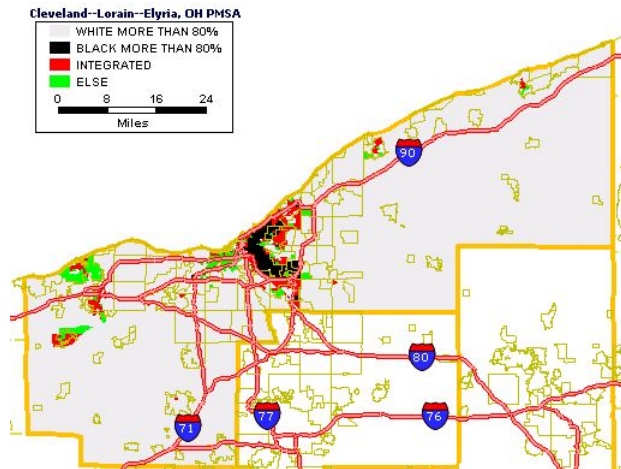 Cleveland--Lorain--Elyria, OH PMSA
WHITE MORE THAN 80%
BLACK MORE THAN 80%
INTEGRATED
ELSE
0 8 16 24
Miles
90
80
77
76
71